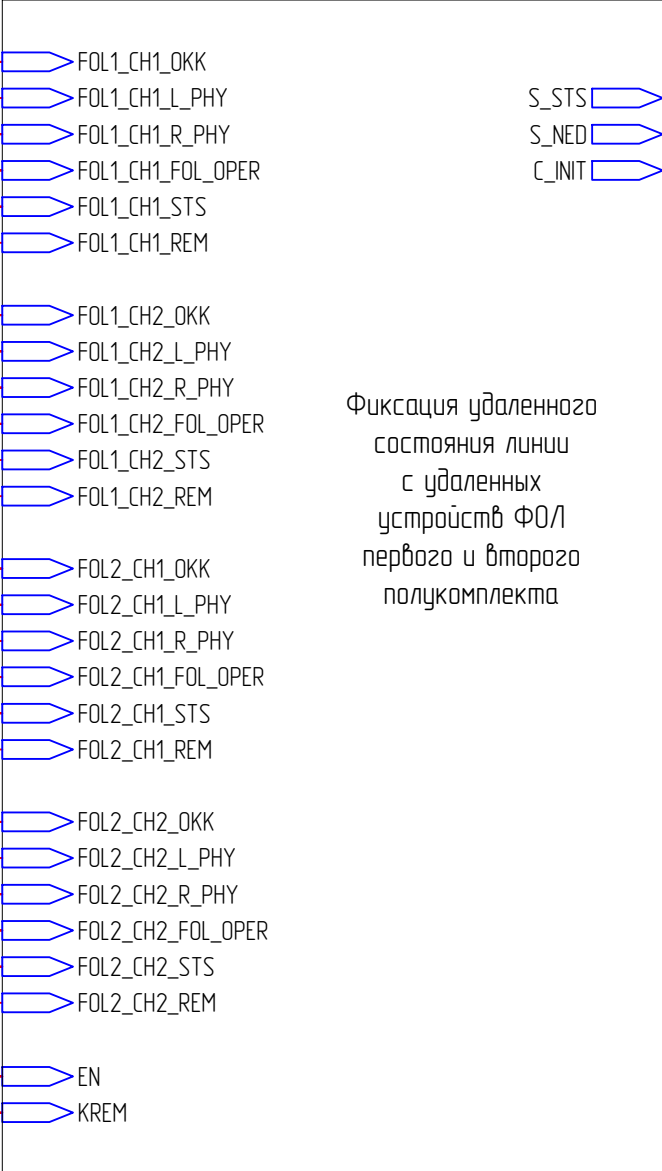 FOL1_CH1_OKK
FOL1_CH1_L_PHY
FOL1_CH1_R_PHY
FOL1_CH1_FOL_OPER
FOL1_CH1_STS
FOL1_CH1_REM
S_STS
S_NED
C_INIT
FOL1_CH2_OKK
FOL1_CH2_L_PHY
FOL1_CH2_R_PHY
FOL1_CH2_FOL_OPER
FOL1_CH2_STS
FOL1_CH2_REM
Фиксация удаленного
состояния линии
с удаленных
устройств ФОЛ
первого и второго
полукомплекта
FOL2_CH1_OKK
FOL2_CH1_L_PHY
FOL2_CH1_R_PHY
FOL2_CH1_FOL_OPER
FOL2_CH1_STS
FOL2_CH1_REM
FOL2_CH2_OKK
FOL2_CH2_L_PHY
FOL2_CH2_R_PHY
FOL2_CH2_FOL_OPER
FOL2_CH2_STS
FOL2_CH2_REM
EN
KREM